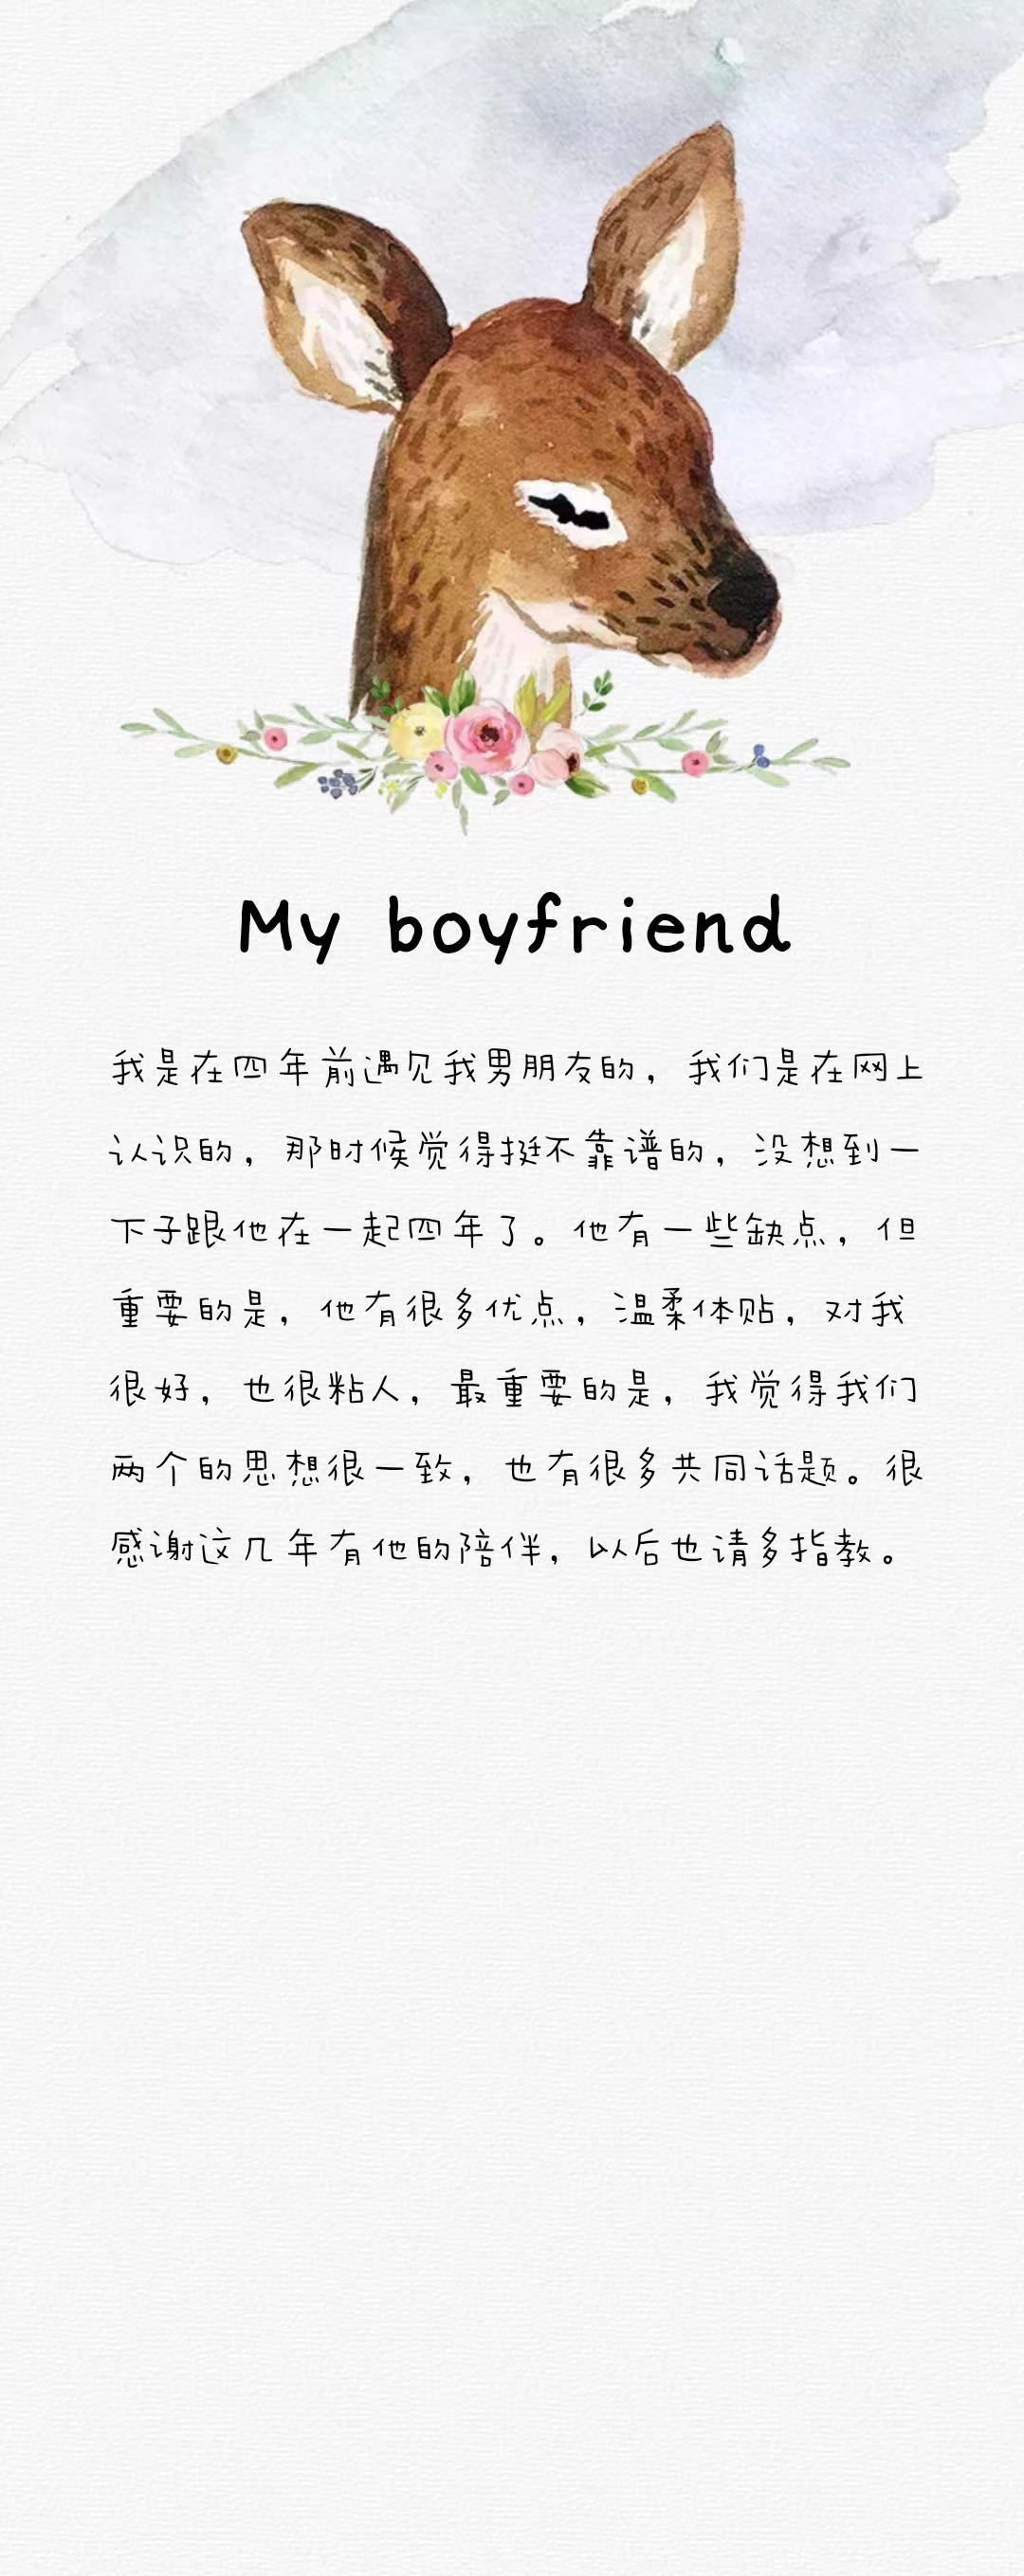 My boyfriend
我是在四年前遇见我男朋友的，我们是在网上
认识的，那时候觉得挺不靠谱的，没想到一
下子跟他在一起四年了。他有一些缺点，但
重要的是，他有很多优点，温柔体贴，对我
很好，也很粘人，最重要的是，我觉得我们
两个的思想很一致，也有很多共同话题。很
感谢这几年有他的陪伴，以后也请多指教。